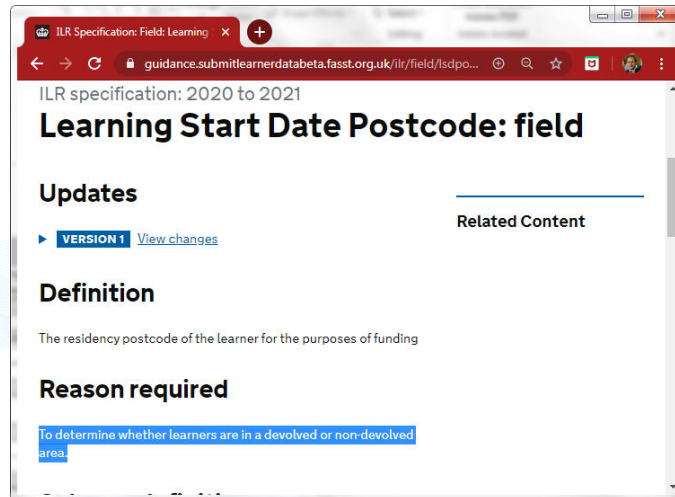 ILR Specification: Field: Learning
guidance.submitlearnerdatabeta.fasst.org.uk/ilr/field/lsdpo...
ILR specification: 2020 to 2021
Learning Start Date Postcode: field
Updates
VERSION 1 View changes
Related Content
Definition
The residency postcode of the learner for the purposes of funding
Reason required
To determine whether learners are in a devolved or non-devolved
area.